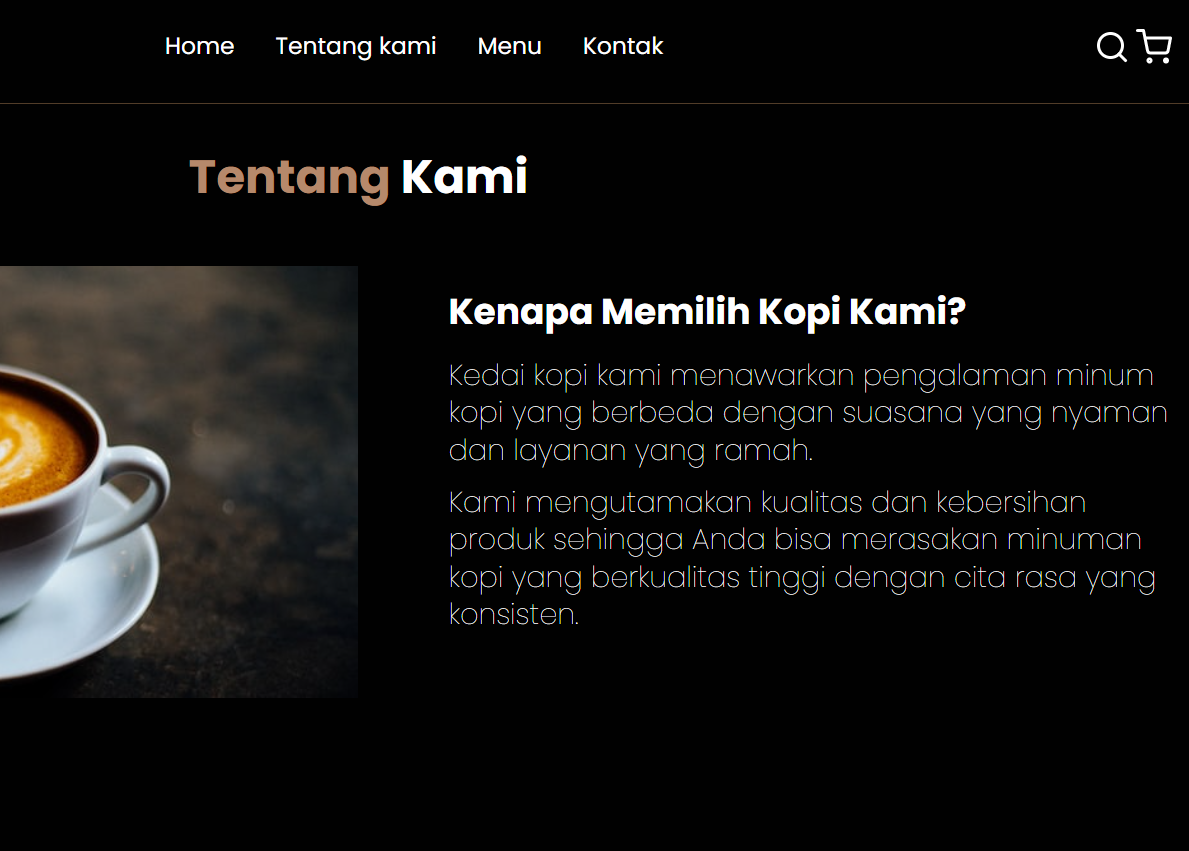 Home Tentang kami Menu Kontak
Tentang Kami
Kenapa Memilih Kopi Kami?
Kedai kopi kami menawarkan pengalaman minum
kopi yang berbeda dengan suasana yang nyaman
dan layanan yang ramah.
Kami mengutamakan kualitas dan kebersihan
produk sehingga Anda bisa merasakan minuman
kopi yang berkualitas tinggi dengan cita rasa yang
konsisten.